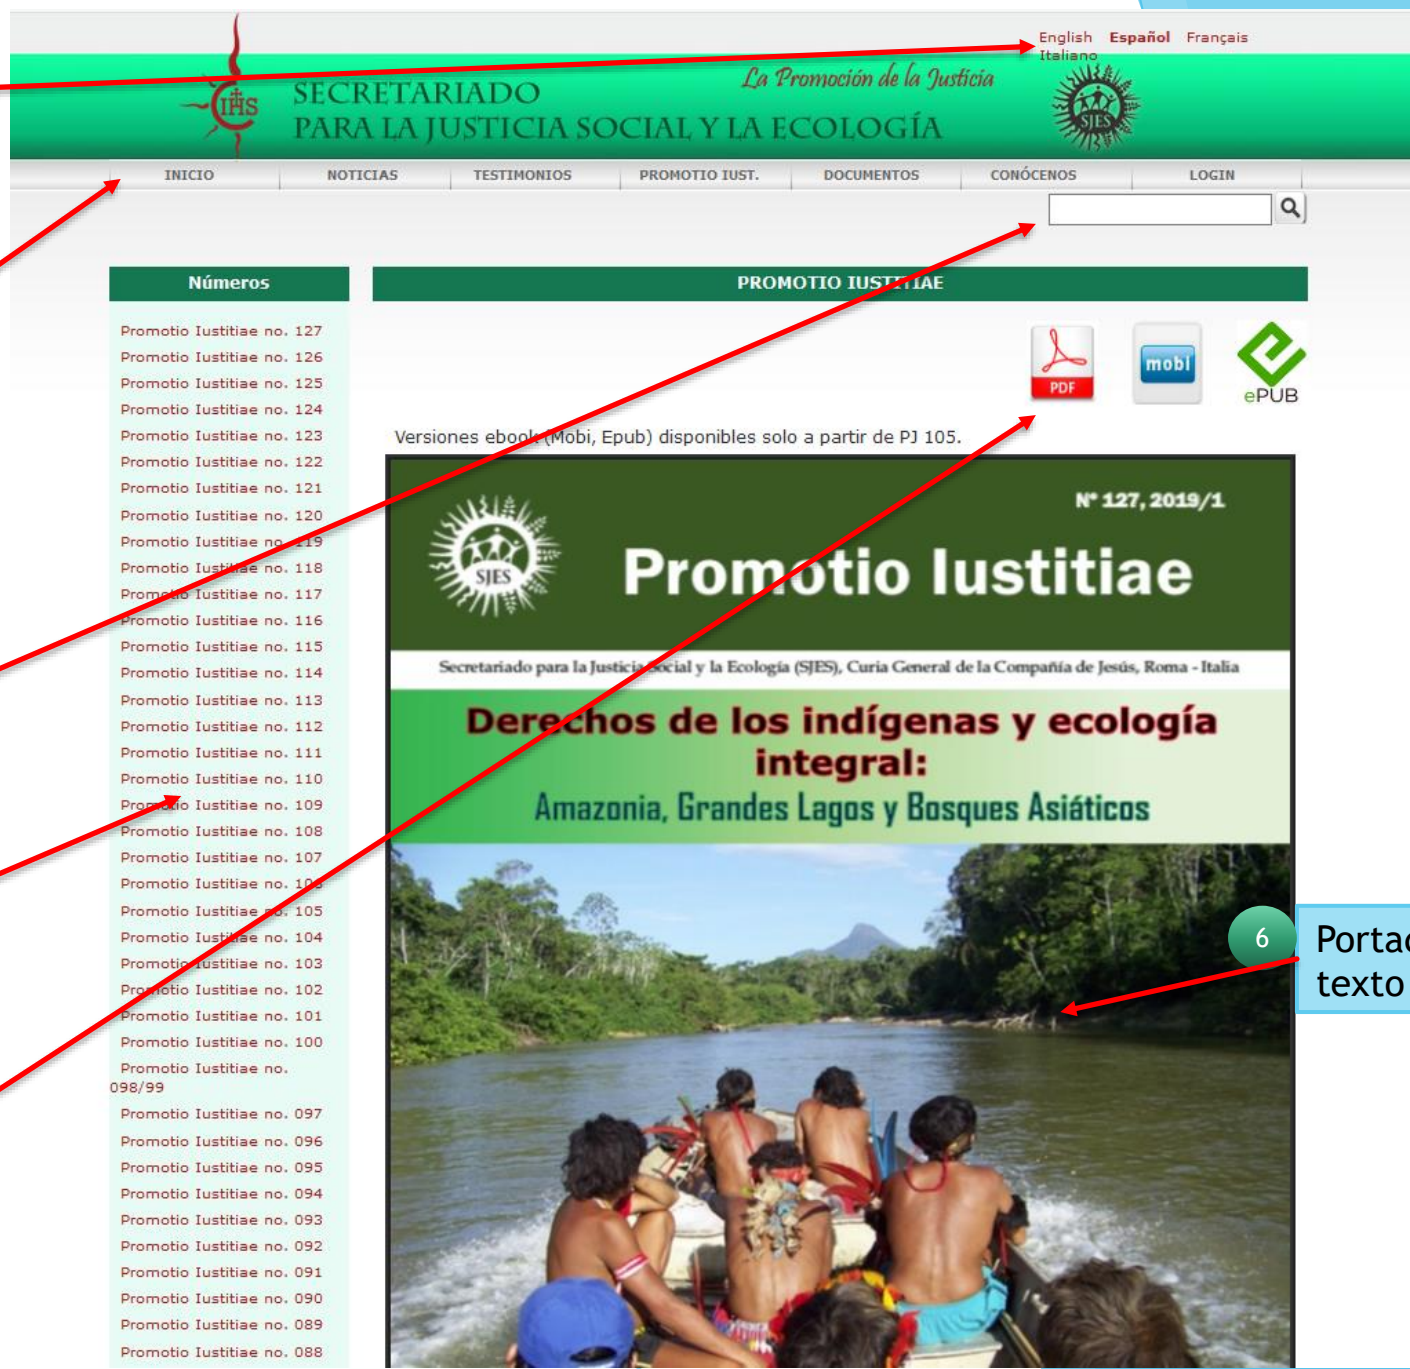 English Español Français
Italiano
IHS
SECRETARIADO
PARA LA JUSTICIA SOCIAL Y LA ECOLOGÍA
La Promoción de la Justicia
SJES
INICIO NOTICIAS TESTIMONIOS PROMOTIO IUST. DOCUMENTOS CONÓCENOS LOGIN
Números
Promotio Iustitiae no. 127
Promotio Iustitiae no. 126
Promotio Iustitiae no. 125
Promotio Iustitiae no. 124
Promotio Iustitiae no. 123
Promotio Iustitiae no. 122
Promotio Iustitiae no. 121
Promotio Iustitiae no. 120
Promotio Iustitiae no. 119
Promotio Iustitiae no. 118
Promotio Iustitiae no. 117
Promotio Iustitiae no. 116
Promotio Iustitiae no. 115
Promotio Iustitiae no. 114
Promotio Iustitiae no. 113
Promotio Iustitiae no. 112
Promotio Iustitiae no. 111
Promotio Iustitiae no. 110
Promotio Iustitiae no. 109
Promotio Iustitiae no. 108
Promotio Iustitiae no. 107
Promotio Iustitiae no. 106
Promotio Iustitiae no. 105
Promotio Iustitiae no. 104
Promotio Iustitiae no. 103
Promotio Iustitiae no. 102
Promotio Iustitiae no. 101
Promotio Iustitiae no. 100
Promotio Iustitiae no.
098/99
Promotio Iustitiae no. 097
Promotio Iustitiae no. 096
Promotio Iustitiae no. 095
Promotio Iustitiae no. 094
Promotio Iustitiae no. 093
Promotio Iustitiae no. 092
Promotio Iustitiae no. 091
Promotio Iustitiae no. 090
Promotio Iustitiae no. 089
Promotio Iustitiae no. 088
PROMOTIO IUSTITIAE
PDF
mobi
ePUB
Versiones ebook (Mobi, Epub) disponibles solo a partir de PJ 105.
Nº 127, 2019/1
SJES
Promotio Iustitiae
Secretariado para la Justicia Social y la Ecología (SJES), Curia General de la Compañía de Jesús, Roma - Italia
Derechos de los indígenas y ecología
integral:
Amazonia, Grandes Lagos y Bosques Asiáticos
6
texto